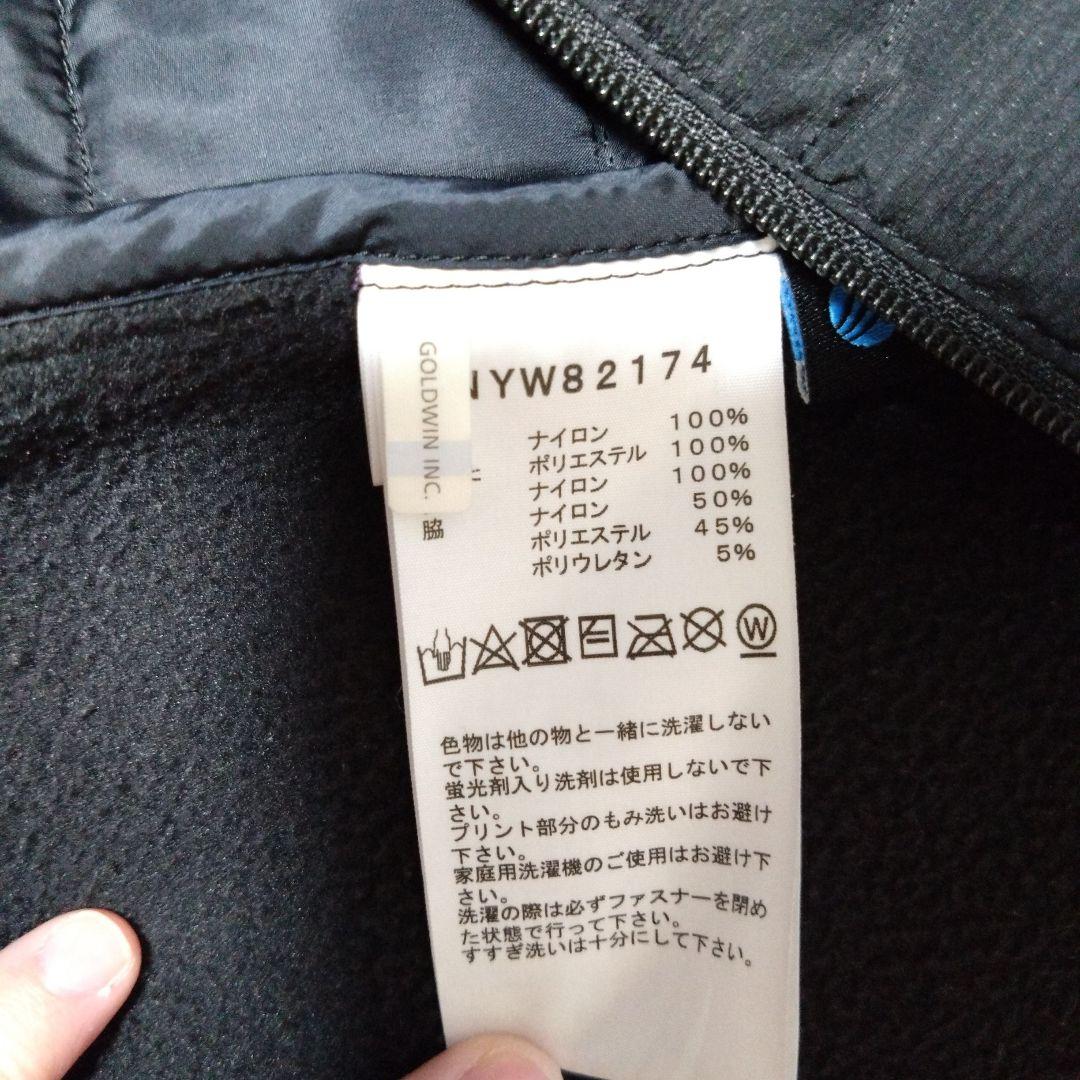 NYW82174
GOLDWIN INC.
ナイロン 100%
ポリエステル 100%
ナイロン 100%
脇 ナイロン 50%
ポリエステル 45%
ポリウレタン 5%
W
色物は他の物と一緒に洗濯しない
で下さい。
蛍光剤入り洗剤は使用しないで下
さい。
プリント部分のもみ洗いはお避け
下さい。
家庭用洗濯機のご使用はお避け下
さい。
洗濯の際は必ずファスナーを閉め
た状態で行って下さい。
すすぎ洗いは十分にして下さい。